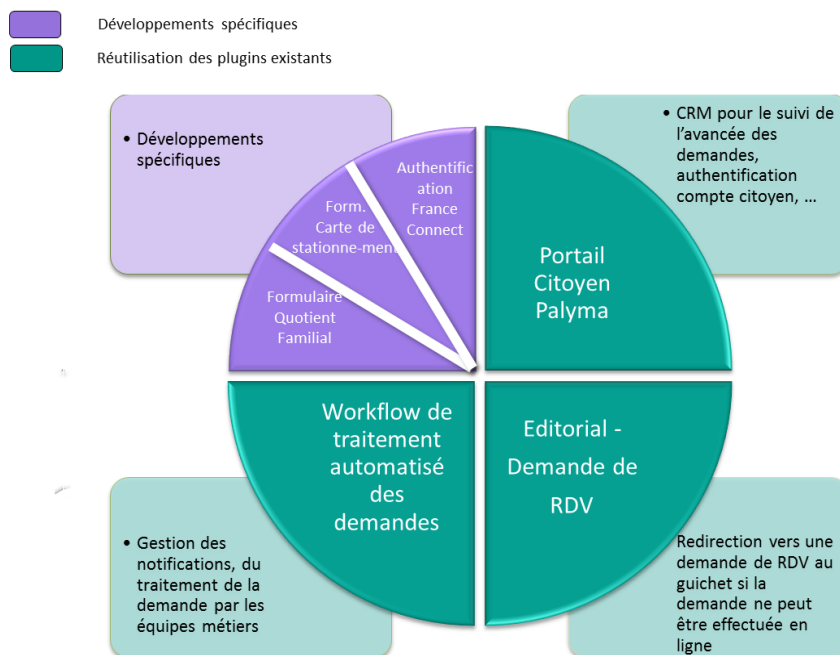 Développements spécifiques
Réutilisation des plugins existants
• Développements
spécifiques
• CRM pour le suivi de
l’avancée des
demandes,
authentification
compte citoyen, ...
Authentific
ation
France
Connect
Form.
Carte de
stationne-ment
Formulaire
Quotient
Familial
Portail
Citoyen
Palyma
Workflow de
traitement
automatisé
des
demandes
Editorial -
Demande de
RDV
• Gestion des
notifications, du
traitement de la
demande par les
équipes métiers
Redirection vers une
demande de RDV au
guichet si la
demande ne peut
être effectuée en
ligne